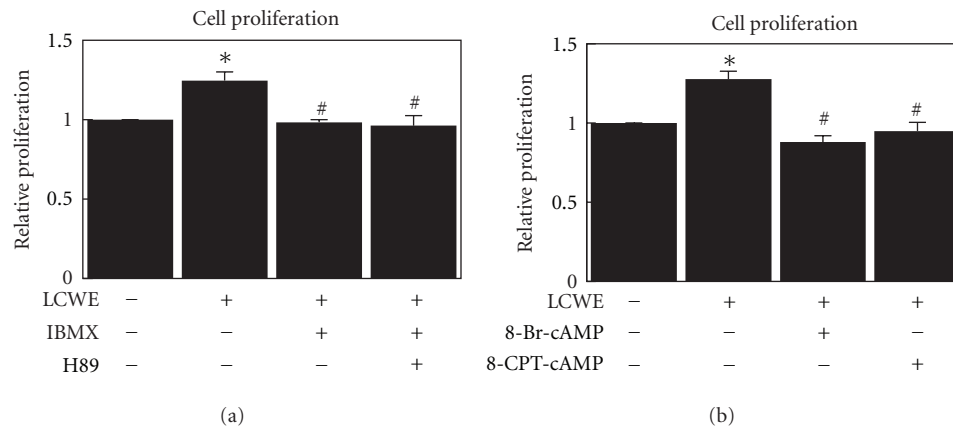 Cell proliferation
1.5
1
0.5
0
Relative proliferation
*
#
#
LCWE − + + +
IBMX − − + +
H89 − − − +
(a)
Cell proliferation
1.5
1
0.5
0
Relative proliferation
*
#
#
LCWE − + + +
8-Br-cAMP − − + −
8-CPT-cAMP − − − +
(b)